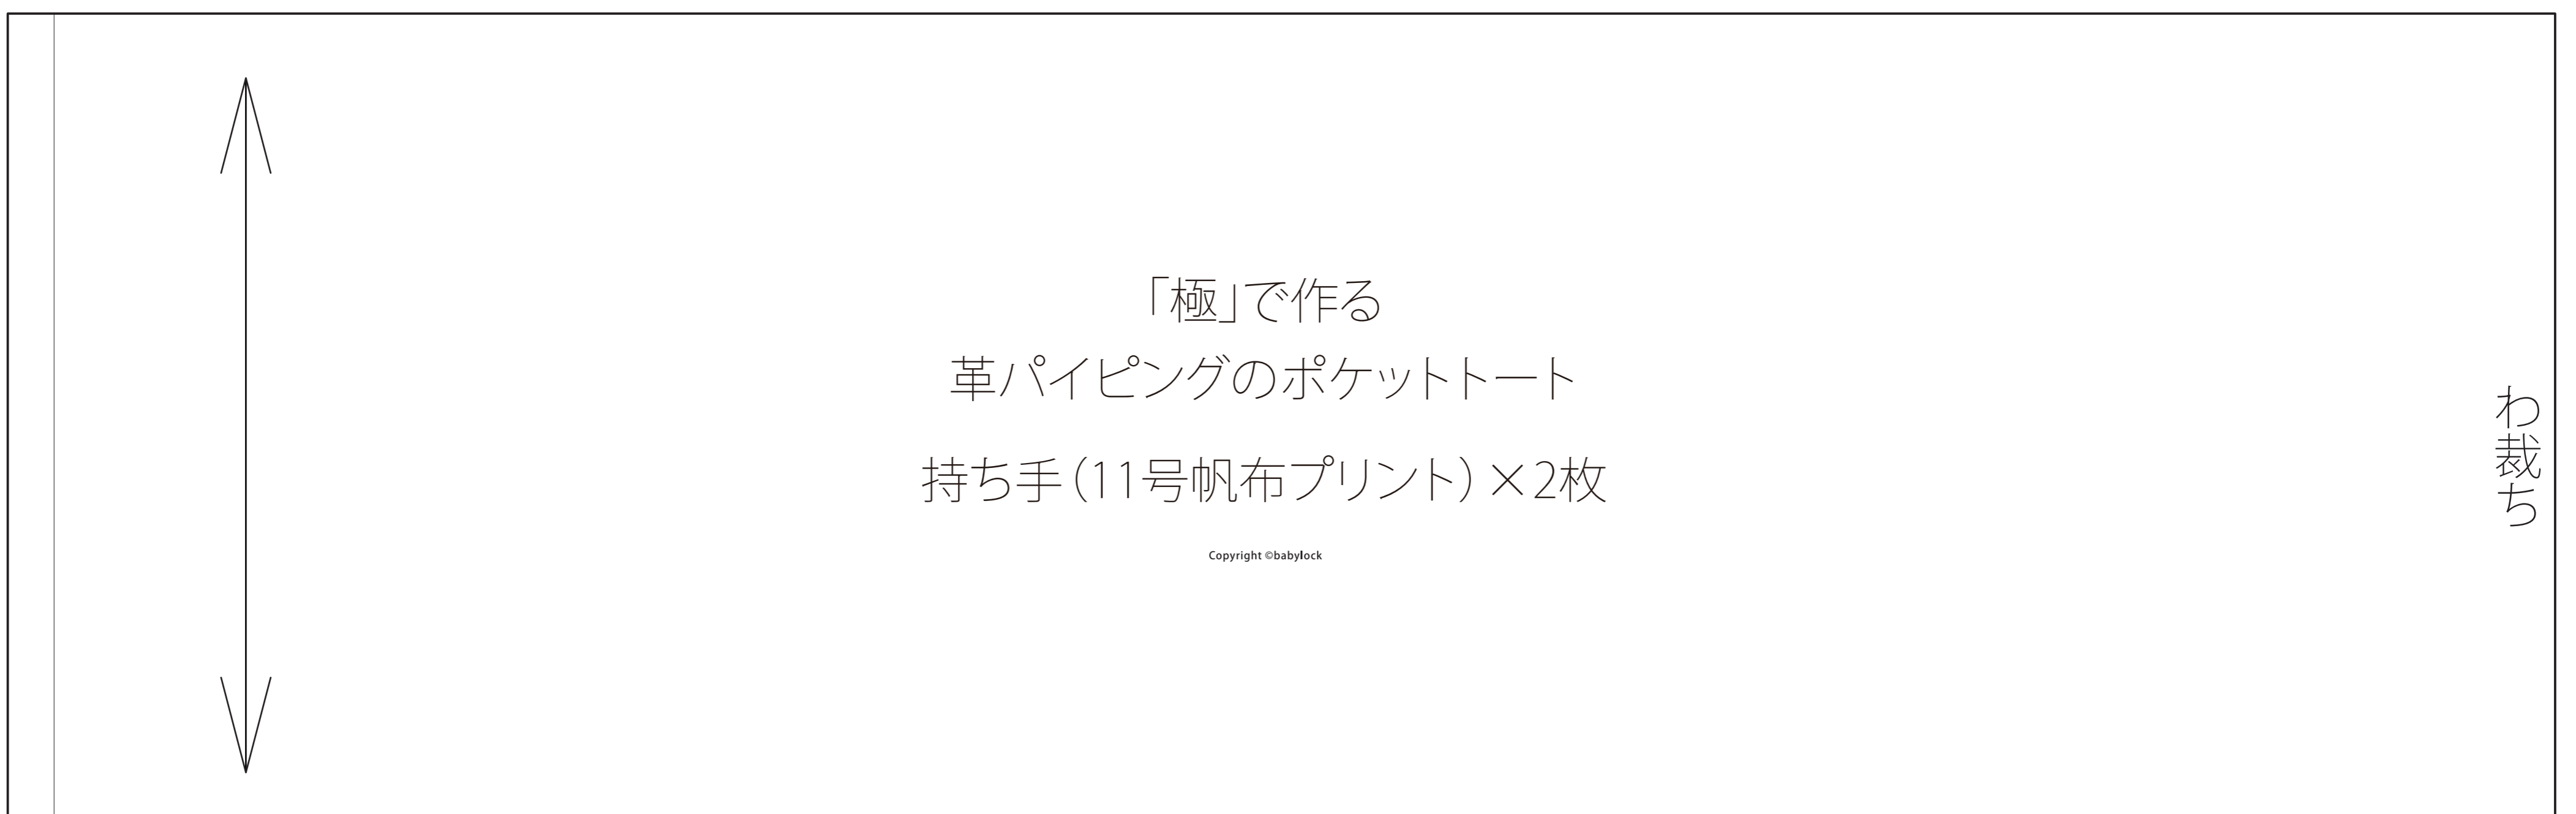 「極」で作る
革パイピングのポケットトート
持ち手(11号帆布プリント)×2枚
Copyright ©babylock
わ裁ち